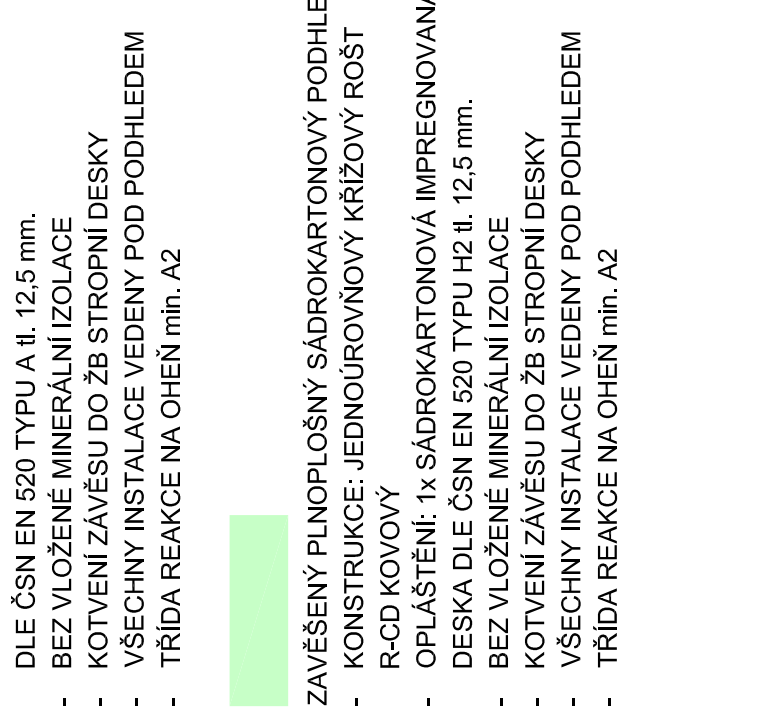 DLE ČSN EN 520 TYPU A tl. 12,5 mm.
- BEZ VLOŽENÉ MINERÁLNÍ IZOLACE
- KOTVENÍ ZÁVĚSU DO ŽB STROPNÍ DESKY
- VŠECHNY INSTALACE VEDENY POD PODHLEDEM
- TŘÍDA REAKCE NA OHEŇ min. A2
ZAVĚŠENÝ PLNOPLOŠNÝ SÁDROKARTONOVÝ PODHLE
- KONSTRUKCE: JEDNOÚROVŇOVÝ KŘÍŽOVÝ ROŠT
R-CD KOVOVÝ
- OPLÁŠTĚNÍ: 1x SÁDROKARTONOVÁ IMPREGNOVANÁ
DESKA DLE ČSN EN 520 TYPU H2 tl. 12,5 mm.
- BEZ VLOŽENÉ MINERÁLNÍ IZOLACE
- KOTVENÍ ZÁVĚSU DO ŽB STROPNÍ DESKY
- VŠECHNY INSTALACE VEDENY POD PODHLEDEM
- TŘÍDA REAKCE NA OHEŇ min. A2